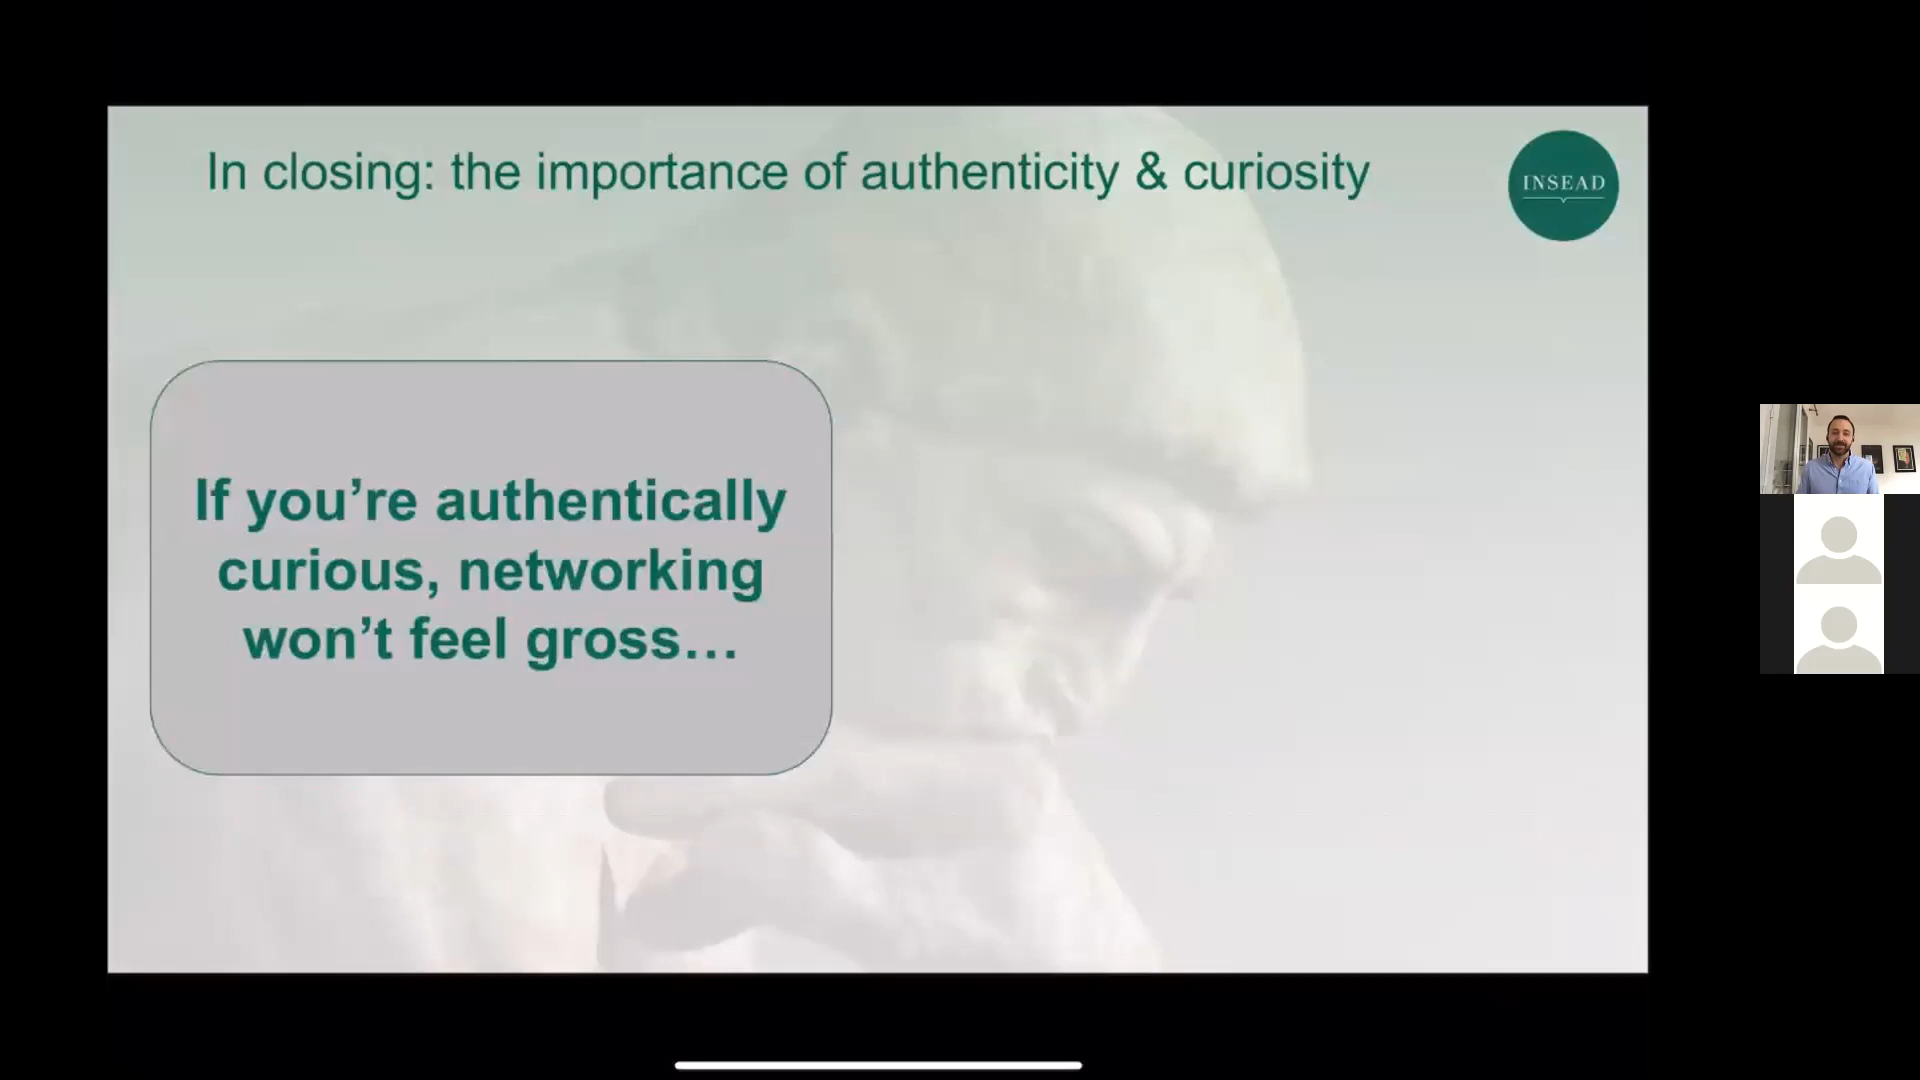 In closing: the importance of authenticity & curiosity
INSEAD
If you’re authentically
curious, networking
won’t feel gross…